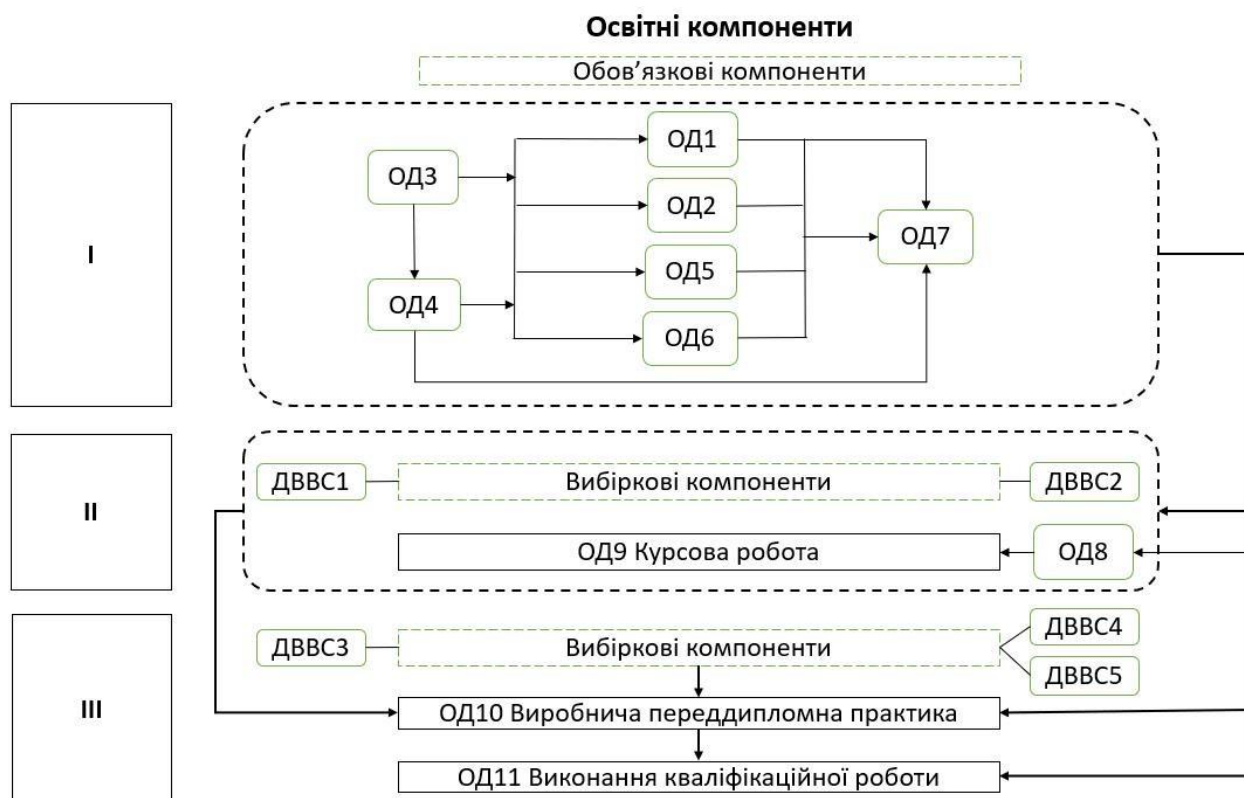 Освітні компоненти
Обов’язкові компоненти
I
ОД3
ОД4
ОД1
ОД2
ОД5
ОД6
ОД7
II
ДВВС1
Вибіркові компоненти
ДВВС2
ОД9 Курсова робота
ОД8
III
ДВВС3
Вибіркові компоненти
ДВВС4
ДВВС5
ОД10 Виробнича переддипломна практика
ОД11 Виконання кваліфікаційної роботи